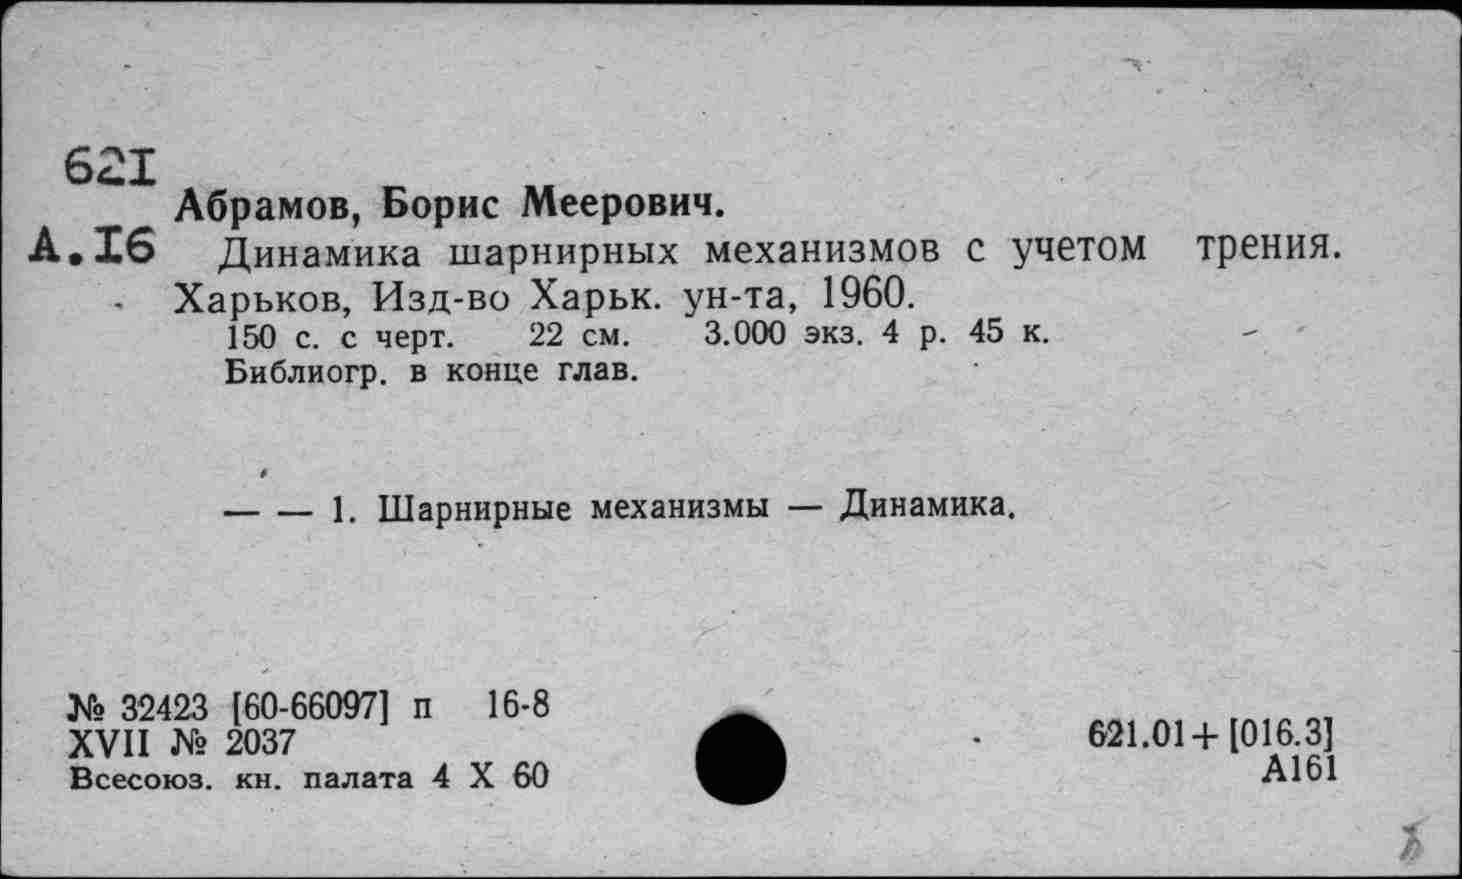 621
Абрамов, Борис Меерович.
А.I6 Динамика шарнирных механизмов с учетом трения.
Харьков, Изд-во Харьк. ун-та, 1960.
150 с. с черт. 22 см. 3.000 экз. 4 р. 45 к.
Библиогр. в конце глав.
— — 1. Шарнирные механизмы — Динамика.
№ 32423 [60-66097] п 16-8
XVII № 2037
Всесоюз. кн. палата 4 X 60
621.01+[016.3]
А161